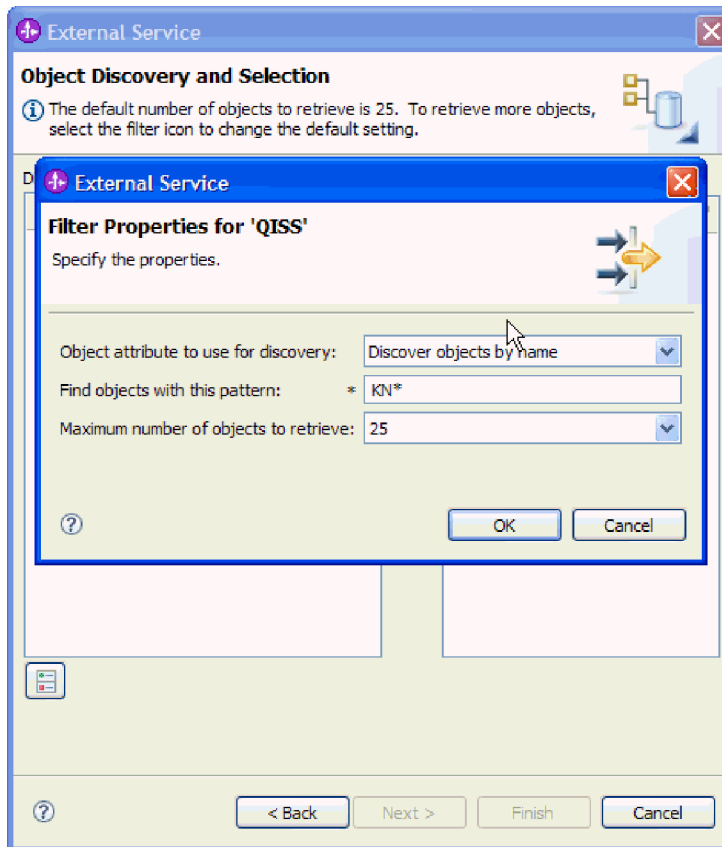 External Service
Object Discovery and Selection
The default number of objects to retrieve is 25. To retrieve more objects,
select the filter icon to change the default setting.
D
External Service
Filter Properties for 'QISS'
Specify the properties.
Object attribute to use for discovery: Discover objects by name
Find objects with this pattern: * KN*
Maximum number of objects to retrieve: 25
? OK Cancel
? < Back Next > Finish Cancel